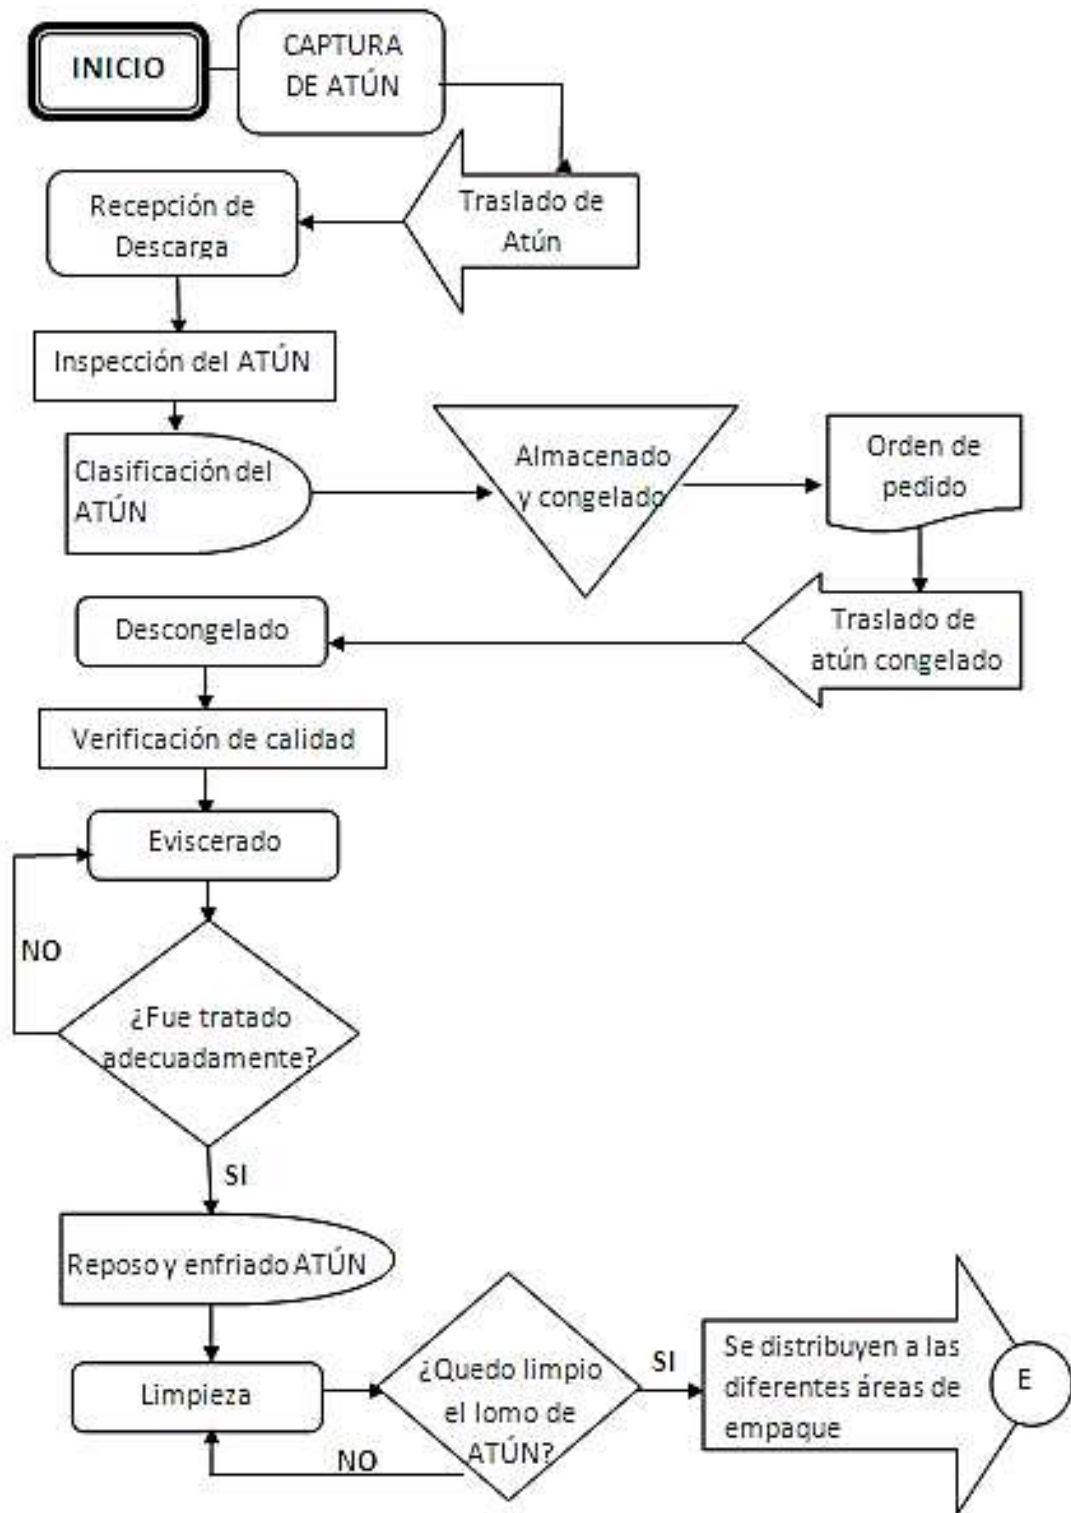 INICIO
CAPTURA
DE ATÚN
Traslado de
Atún
Recepción de
Descarga
Inspección del ATÚN
Clasificación del
ATÚN
Almacenado
y congelado
Orden de
pedido
Traslado de
atún congelado
Descongelado
Verificación de calidad
Eviscerado
NO
¿Fue tratado
adecuadamente?
SI
Reposo y enfriado ATÚN
Limpieza
¿Quedo limpio
el lomo de
ATÚN?
NO
SI
Se distribuyen a las
diferentes áreas de
empaque
E